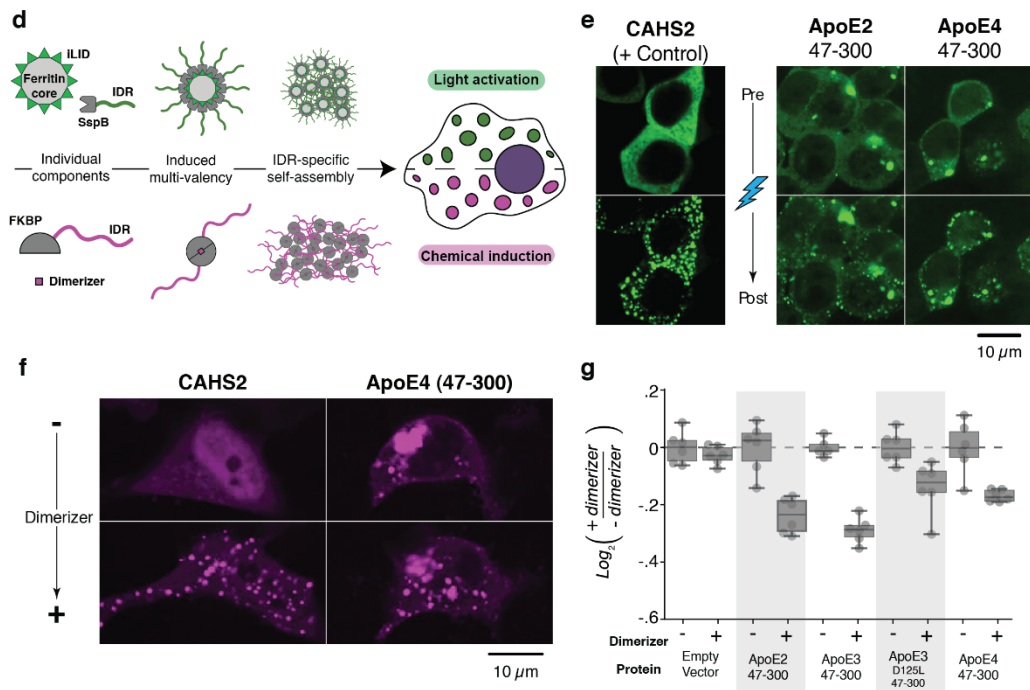 d
iLID
Ferritin
core
IDR
SspB
Individual
components
Induced
multi-valency
IDR-specific
self-assembly
Light activation
FKBP
IDR
Dimerizer
Chemical induction
e
CAHS2
(+ Control)
ApoE2
47-300
ApoE4
47-300
Pre
Post
10 µm
f
CAHS2
ApoE4 (47-300)
-
Dimerizer
+
10 µm
g
Log2( + dimerizer / - dimerizer )
.2
0
-.2
-.4
-.6
Dimerizer - + - + - + - + - +
Protein
Empty
Vector
ApoE2
47-300
ApoE3
47-300
ApoE3
D125L
47-300
ApoE4
47-300